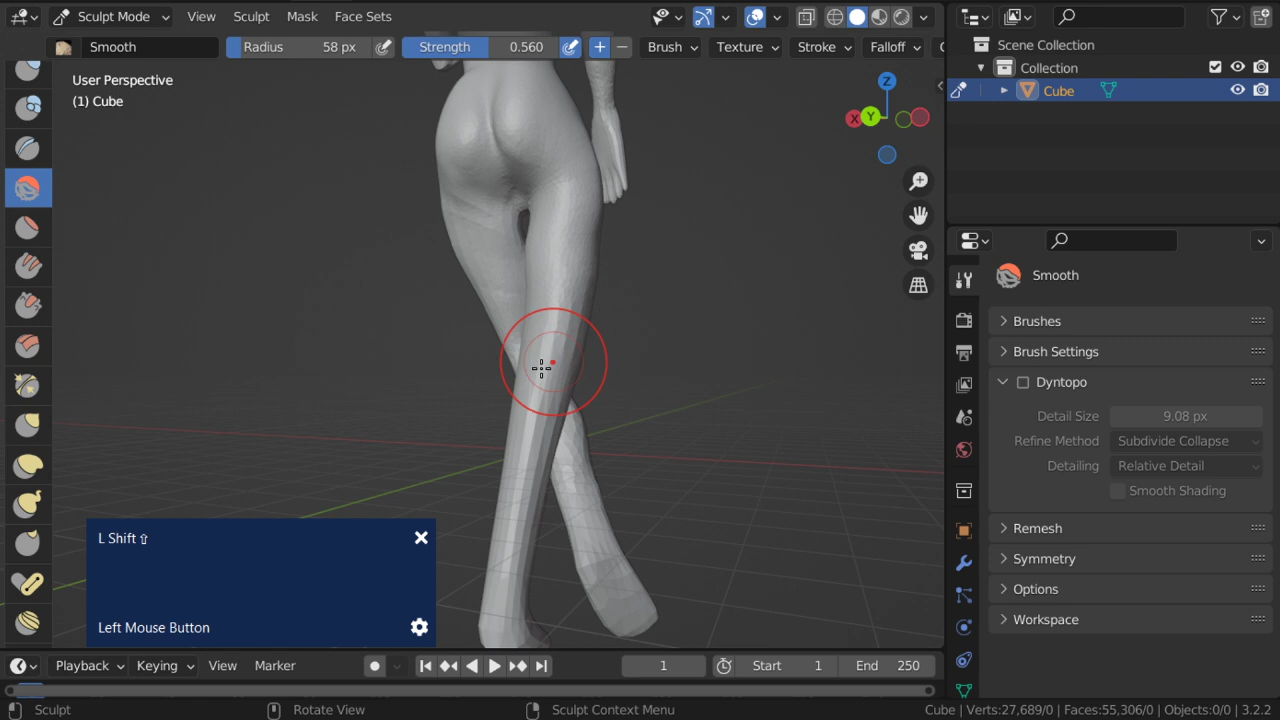 Sculpt Mode View Sculpt Mask Face Sets
Smooth Radius 58 px Strength 0.560 Brush Texture Stroke Falloff
User Perspective
(1) Cube
Z
X Y
Scene Collection
Collection
Cube
Smooth
Brushes
Brush Settings
Dyntopo
Detail Size 9.08 px
Refine Method Subdivide Collapse
Detailing Relative Detail
Smooth Shading
Remesh
Symmetry
Options
Workspace
L Shift ⇧
Left Mouse Button
Playback Keying View Marker 1 Start 1 End 250
Sculpt Rotate View Sculpt Context Menu Cube | Verts:27,689/0 | Faces:55,306/0 | Objects:0/0 | 3.2.2